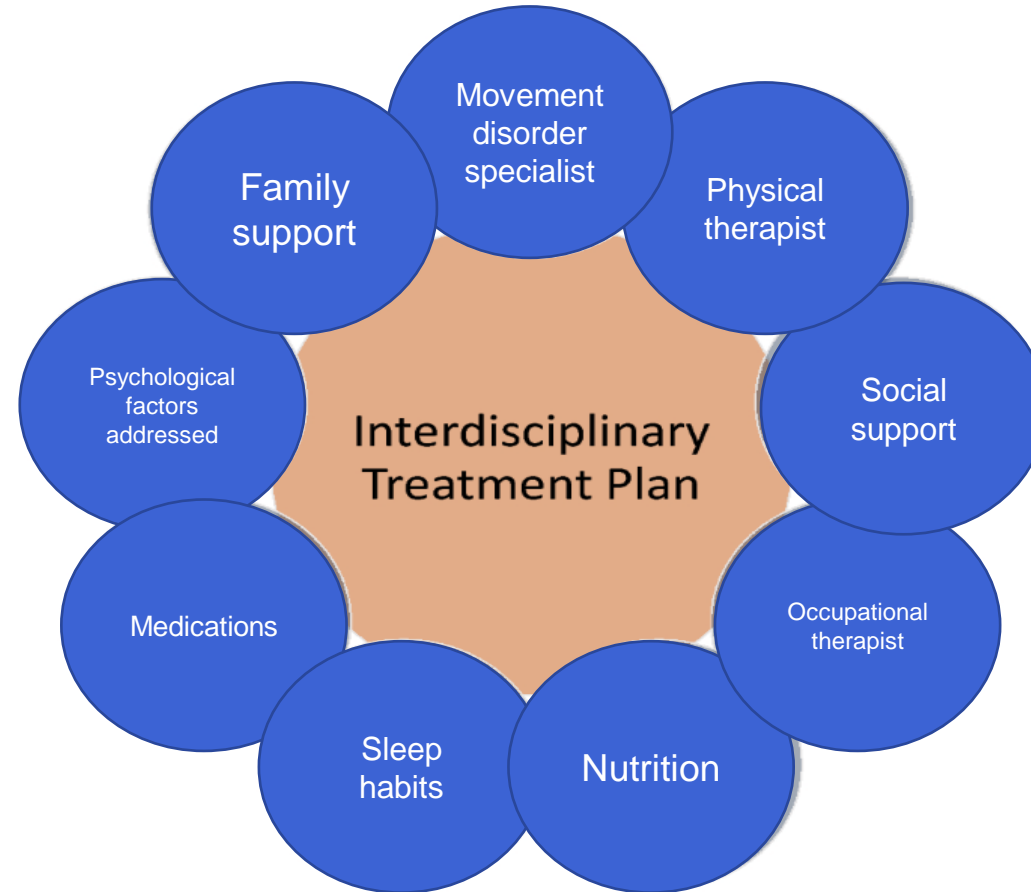 Movement
disorder
specialist
Physical
therapist
Social
support
Occupational
therapist
Nutrition
Sleep
habits
Medications
Psychological
factors
addressed
Family
support
Interdisciplinary
Treatment Plan